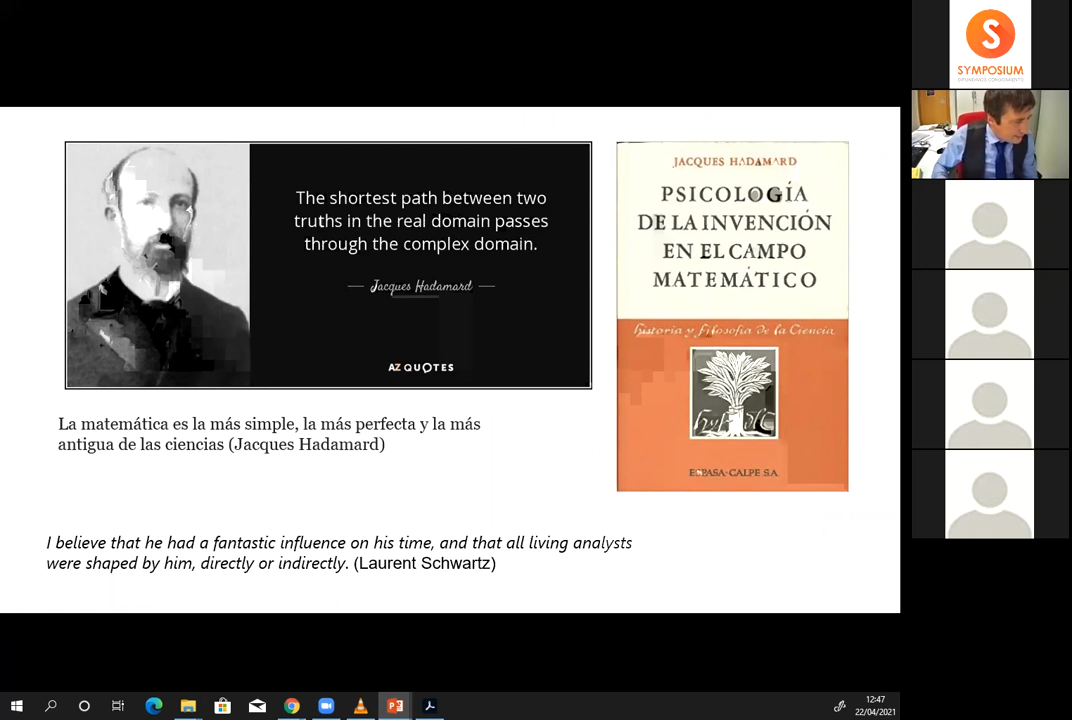 The shortest path between two
truths in the real domain passes
through the complex domain.
Jacques Hadamard
AZ QUOTES
La matemática es la más simple, la más perfecta y la más
antigua de las ciencias (Jacques Hadamard)
I believe that he had a fantastic influence on his time, and that all living analysts
were shaped by him, directly or indirectly. (Laurent Schwartz)
JACQUES HADAMARD
PSICOLOGÍA
DE LA INVENCIÓN
EN EL CAMPO
MATEMÁTICO
historia y filosofia de la Ciencia
ESPASA-CALPE S.A.
S
SYMPOSIUM
12:47
22/04/2021